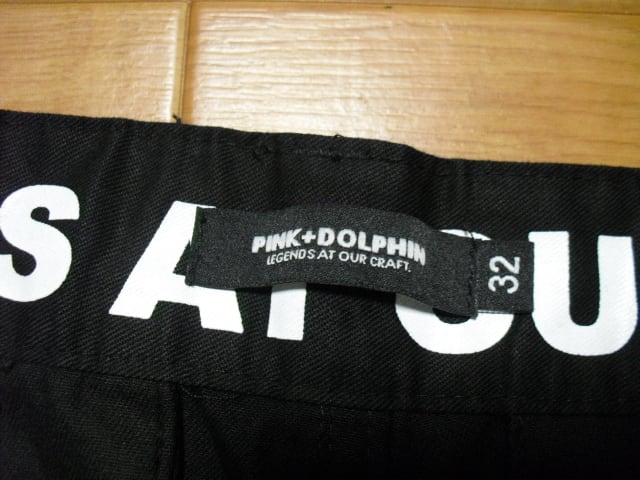 S AT OU
PINK+DOLPHIN
LEGENDS AT OUR CRAFT.
32